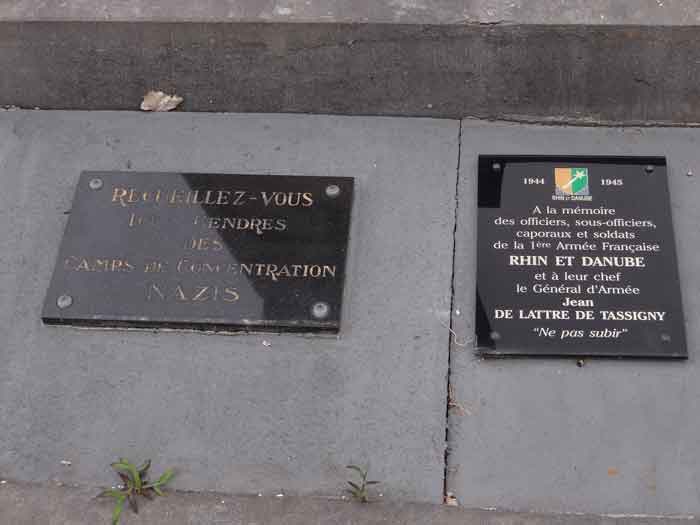 RECUEILLEZ-VOUS
ICI CENDRES
DES
CAMPS DE CONCENTRATION
NAZIS
1944 1945
RHIN ET DANUBE
A la mémoire
des officiers, sous-officiers,
caporaux et soldats
de la 1ère Armée Française
RHIN ET DANUBE
et à leur chef
le Général d'Armée
Jean
DE LATTRE DE TASSIGNY
"Ne pas subir"